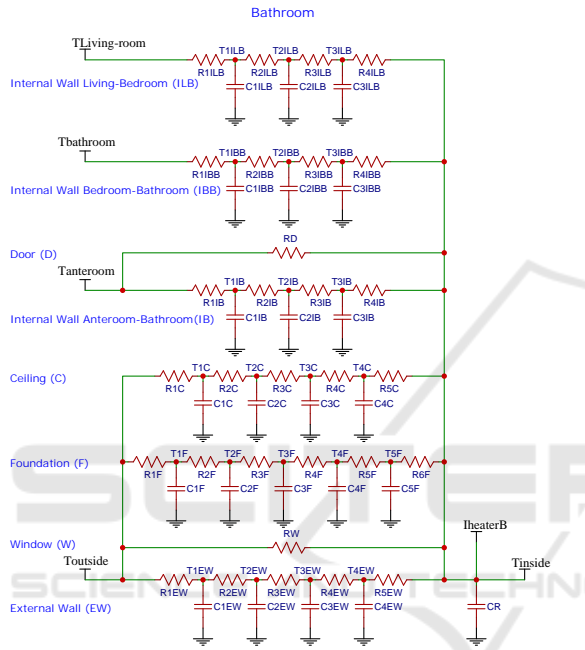 Bathroom
TLiving-room
T1ILB T2ILB T3ILB
R1ILB R2ILB R3ILB R4ILB
Internal Wall Living-Bedroom (ILB)
C1ILB C2ILB C3ILB
Tbathroom
T1IBB T2IBB T3IBB
R1IBB R2IBB R3IBB R4IBB
Internal Wall Bedroom-Bathroom (IBB)
C1IBB C2IBB C3IBB
RD
Door (D)
Tanteroom
T1IB T2IB T3IB
R1IB R2IB R3IB R4IB
Internal Wall Anteroom-Bathroom(IB)
C1IB C2IB C3IB
T1C T2C T3C T4C
Ceiling (C)
R1C R2C R3C R4C R5C
C1C C2C C3C C4C
T1F T2F T3F T4F T5F
Foundation (F)
R1F R2F R3F R4F R5F R6F
C1F C2F C3F C4F C5F
IheaterB
RW
Window (W)
Toutside
Tinside
T1EW T2EW T3EW T4EW
R1EW R2EW R3EW R4EW R5EW
External Wall (EW)
C1EW C2EW C3EW C4EW CR